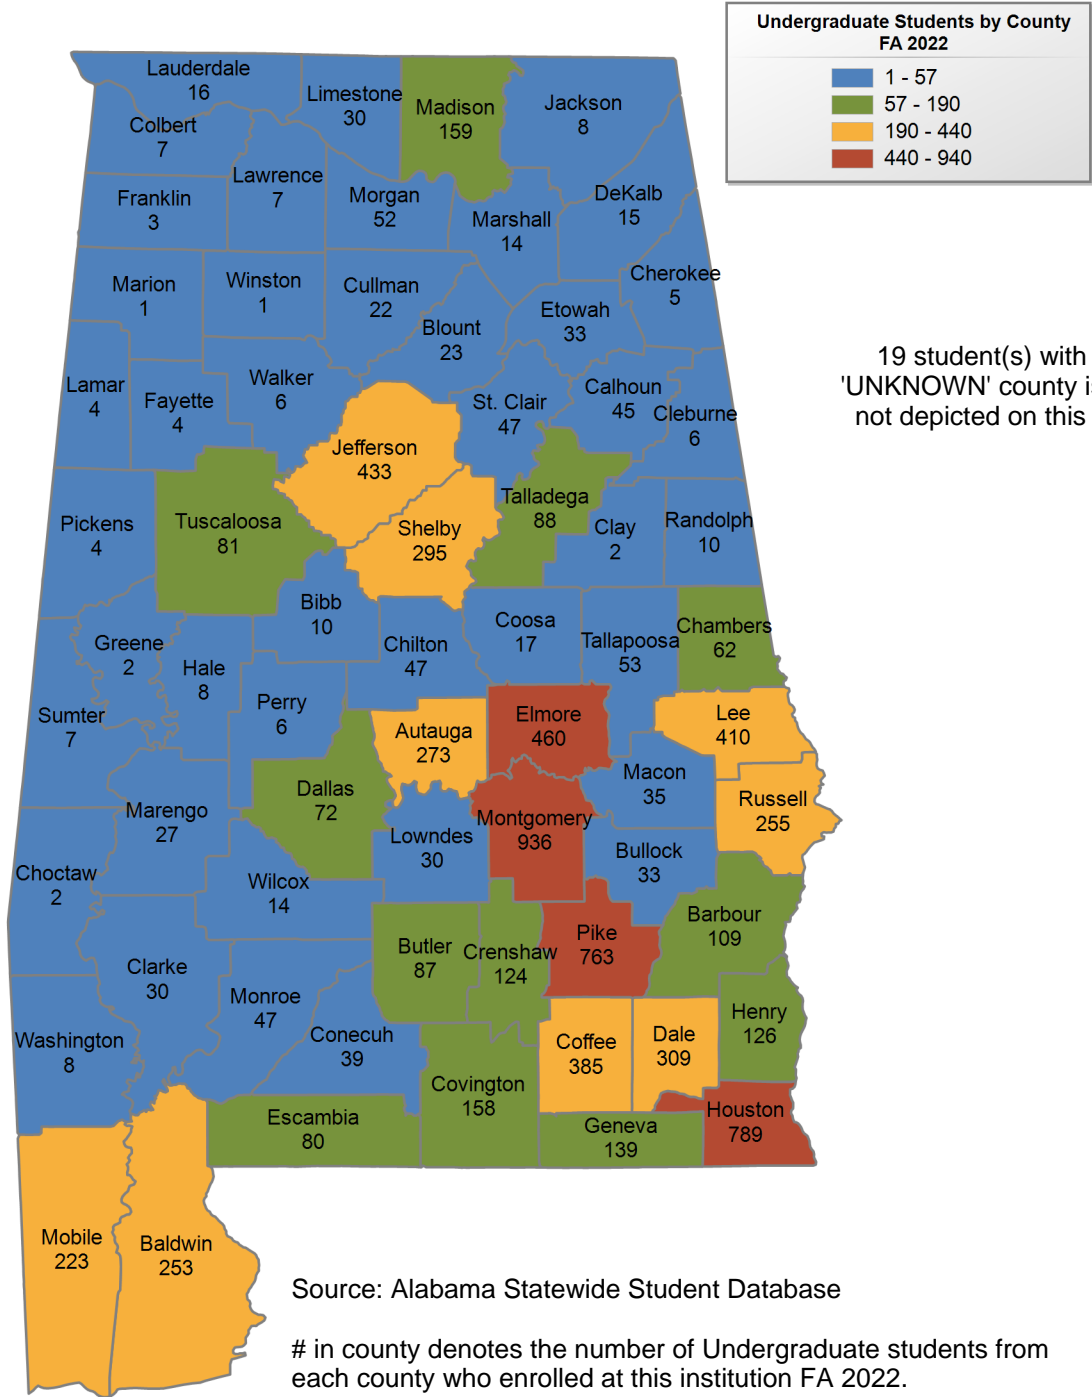 Undergraduate Students by County
FA 2022
1 - 57
57 - 190
190 - 440
440 - 940
Lauderdale
16
Limestone
30
Madison
159
Jackson
8
Colbert
7
Lawrence
7
Franklin
3
Morgan
52
Marshall
14
DeKalb
15
Marion
1
Winston
1
Cullman
22
Blount
23
Etowah
33
Cherokee
5
19 student(s) with
'UNKNOWN' county i
not depicted on this
Lamar
4
Fayette
4
Walker
6
Jefferson
433
St. Clair
47
Calhoun
45
Cleburne
6
Pickens
4
Tuscaloosa
81
Shelby
295
Talladega
88
Clay
2
Randolph
10
Greene
2
Hale
8
Bibb
10
Chilton
47
Coosa
17
Tallapoosa
53
Chambers
62
Sumter
7
Perry
6
Autauga
273
Elmore
460
Lee
410
Marengo
27
Dallas
72
Lowndes
30
Montgomery
936
Macon
35
Russell
255
Choctaw
2
Wilcox
14
Bullock
33
Clarke
30
Butler
87
Crenshaw
124
Pike
763
Barbour
109
Washington
8
Monroe
47
Conecuh
39
Covington
158
Coffee
385
Dale
309
Henry
126
Escambia
80
Geneva
139
Houston
789
Mobile
223
Baldwin
253
Source: Alabama Statewide Student Database
# in county denotes the number of Undergraduate students from
each county who enrolled at this institution FA 2022.